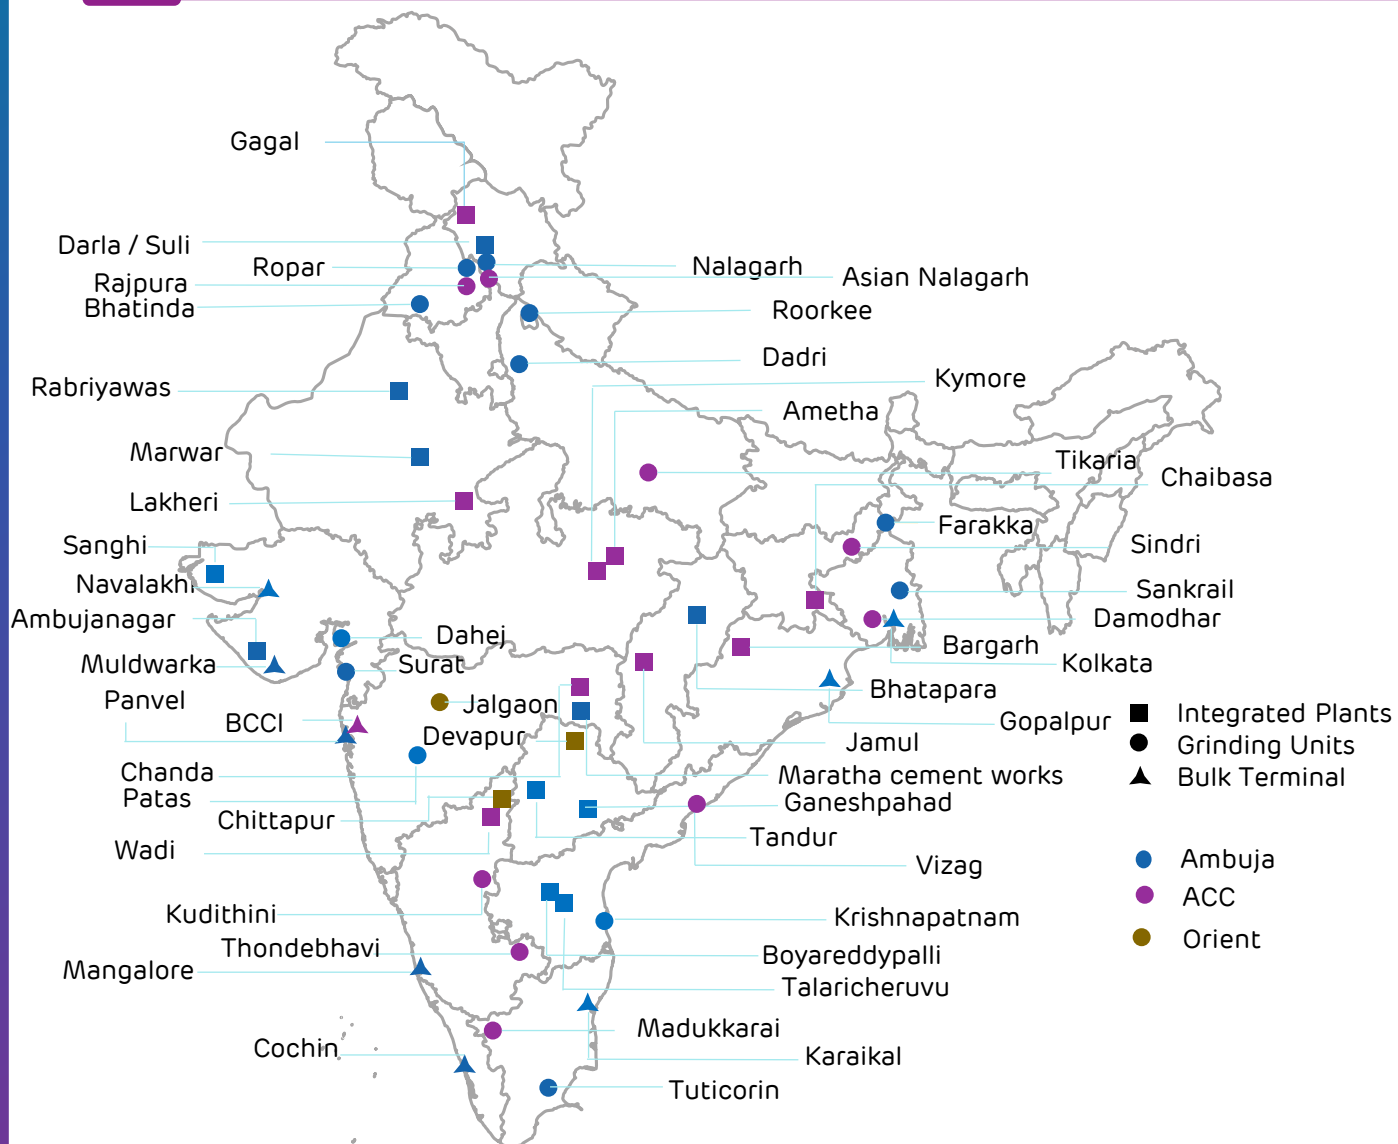 Gagal
Darla / Suli
Ropar
Nalagarh
Rajpura
Asian Nalagarh
Bhatinda
Roorkee
Dadri
Rabriyawas
Kymore
Ametha
Marwar
Tikaria
Chaibasa
Lakheri
Farakka
Sanghi
Sindri
Navalakhi
Sankrail
Ambujanagar
Damodhar
Dahej
Bargarh
Muldwarka
Surat
Kolkata
Bhatapara
Panvel
Jalgaon
BCCI
Gopalpur
Integrated Plants
Devapur
Jamul
Grinding Units
Chanda
Maratha cement works
Bulk Terminal
Patas
Ganeshpahad
Chittapur
Tandur
Wadi
Vizag
Ambuja
ACC
Kudithini
Krishnapatnam
Orient
Thondebhavi
Boyareddypalli
Mangalore
Talaricheruvu
Madukkarai
Cochin
Karaikal
Tuticorin